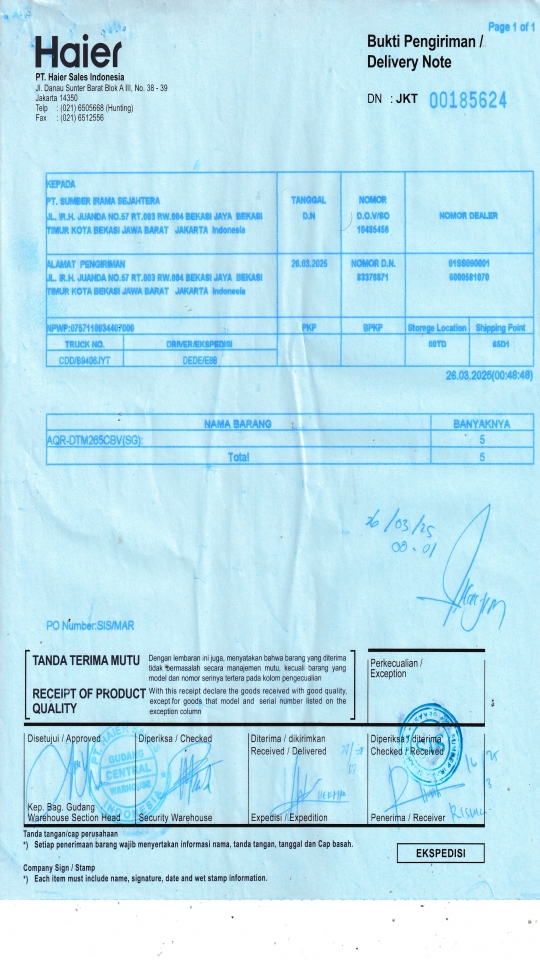 Page 1 of 1
Haier
Bukti Pengiriman /
Delivery Note
PT. Haier Sales Indonesia
Jl. Danau Sunter Barat Blok A III, No. 38 - 39
Jakarta 14350
Telp : (021) 6505668 (Hunting)
Fax : (021) 6512556
DN : JKT 00185624
KEPADA
PT. SUMBER IRAMA SEJAHTERA
JL. IR.H. JUANDA NO.57 RT.003 RW.004 BEKASI JAYA BEKASI
TIMUR KOTA BEKASI JAWA BARAT JAKARTA Indonesia
TANGGAL
D.N
NOMOR
D.O.V/SO
NOMOR DEALER
ALAMAT PENGIRIMAN
JL. IR.H. JUANDA NO.57 RT.003 RW.004 BEKASI JAYA BEKASI
TIMUR KOTA BEKASI JAWA BARAT JAKARTA Indonesia
26.03.2025
NOMOR D.N.
83376871
PKP
BPKP
Storege Location
Shipping Point
TRUCK NO.
DRIVER/EKSPEDISI
DEDE/E88
26.03.2025(00:48:48)
NAMA BARANG
BANYAKNYA
AQR-DTM265CBV(SG):
5
Total
5
26/03/25
00-01
PO Number:SIS/MAR
TANDA TERIMA MUTU
Dengan lembaran ini juga, menyatakan bahwa barang yang diterima
tidak bermasalah secara manajemen mutu, kecuali barang yang
model dan nomor serinya tertera pada kolom pengecualian
RECEIPT OF PRODUCT
QUALITY
With this receipt declare the goods received with good quality,
except for goods that model and serial number listed on the
exception column
Perkecualian /
Exception
Disetujui / Approved
Diperiksa / Checked
Diterima / dikirimkan
Received / Delivered
Diperiksa / diterima
Checked / Received
GUDANG
CENTRAL
WAREHOUSE
INDONESIA
Kep. Bag. Gudang
Warehouse Section Head
Security Warehouse
Expedisi / Expedition
Penerima / Receiver
Tanda tangan/cap perusahaan
*) Setiap penerimaan barang wajib menyertakan informasi nama, tanda tangan, tanggal dan Cap basah.
EKSPEDISI
Company Sign / Stamp
*) Each item must include name, signature, date and wet stamp information.